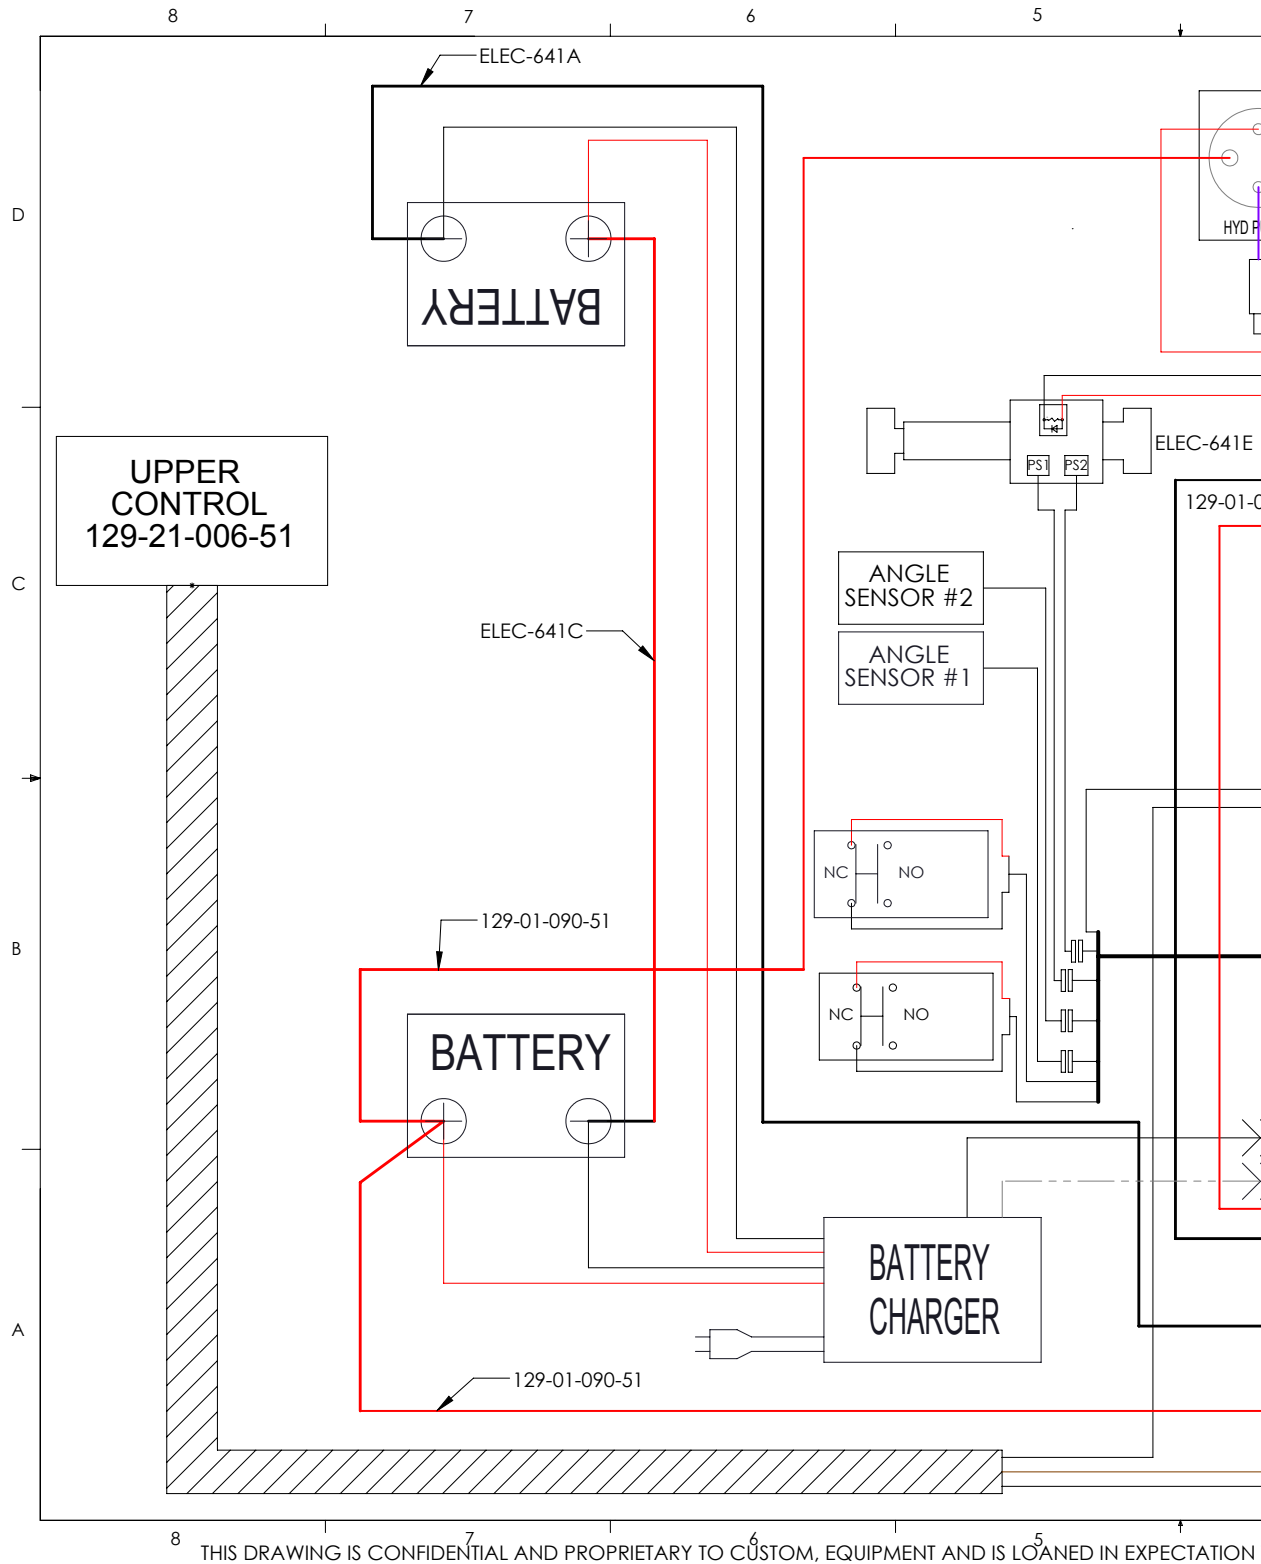 8 7 6 5
ELEC-641A
D
HYD P
BATTERY
ELEC-641E
PS1 PS2
UPPER
CONTROL
129-21-006-51
129-01-0
C
ANGLE
SENSOR #2
ELEC-641C
ANGLE
SENSOR #1
NC NO
129-01-090-51
B
NC NO
BATTERY
BATTERY
CHARGER
A
129-01-090-51
8 7 6 5
THIS DRAWING IS CONFIDENTIAL AND PROPRIETARY TO CUSTOM, EQUIPMENT AND IS LOANED IN EXPECTATION